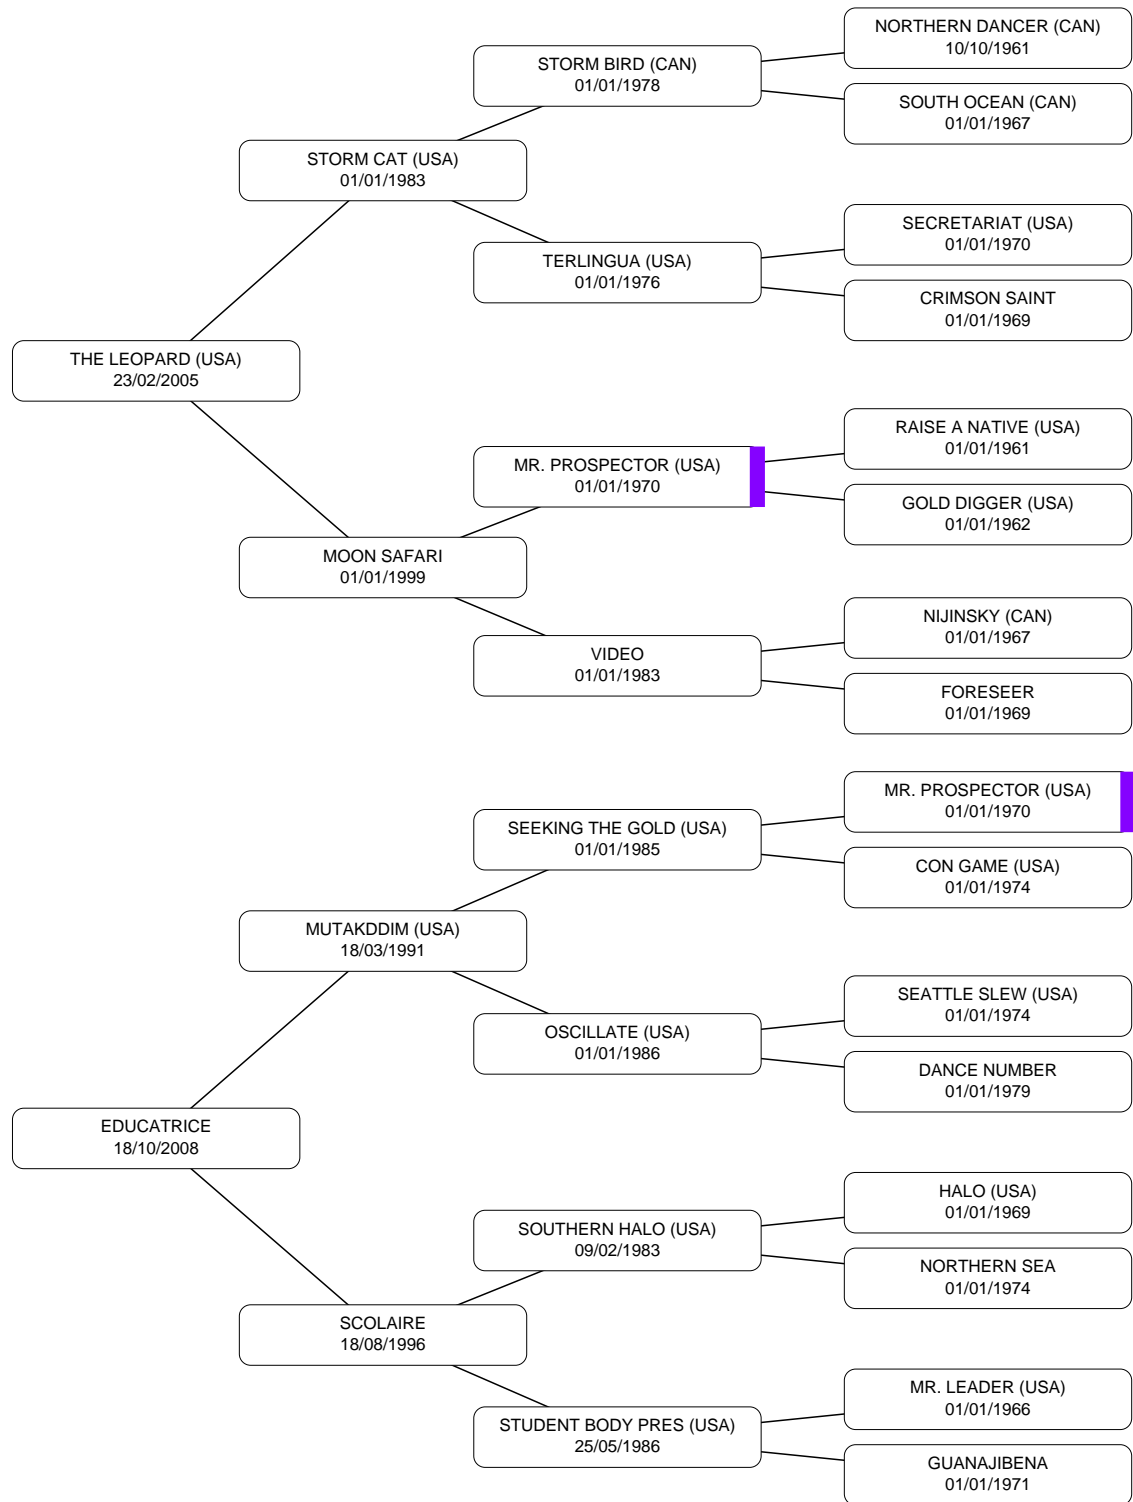 NORTHERN DANCER (CAN)
10/10/1961
STORM BIRD (CAN)
01/01/1978
SOUTH OCEAN (CAN)
01/01/1967
STORM CAT (USA)
01/01/1983
SECRETARIAT (USA)
01/01/1970
TERLINGUA (USA)
01/01/1976
CRIMSON SAINT
01/01/1969
THE LEOPARD (USA)
23/02/2005
RAISE A NATIVE (USA)
01/01/1961
MR. PROSPECTOR (USA)
01/01/1970
GOLD DIGGER (USA)
01/01/1962
MOON SAFARI
01/01/1999
NIJINSKY (CAN)
01/01/1967
VIDEO
01/01/1983
FORESEER
01/01/1969
MR. PROSPECTOR (USA)
01/01/1970
SEEKING THE GOLD (USA)
01/01/1985
CON GAME (USA)
01/01/1974
MUTAKDDIM (USA)
18/03/1991
SEATTLE SLEW (USA)
01/01/1974
OSCILLATE (USA)
01/01/1986
DANCE NUMBER
01/01/1979
EDUCATRICE
18/10/2008
HALO (USA)
01/01/1969
SOUTHERN HALO (USA)
09/02/1983
NORTHERN SEA
01/01/1974
SCOLAIRE
18/08/1996
MR. LEADER (USA)
01/01/1966
STUDENT BODY PRES (USA)
25/05/1986
GUANAJIBENA
01/01/1971